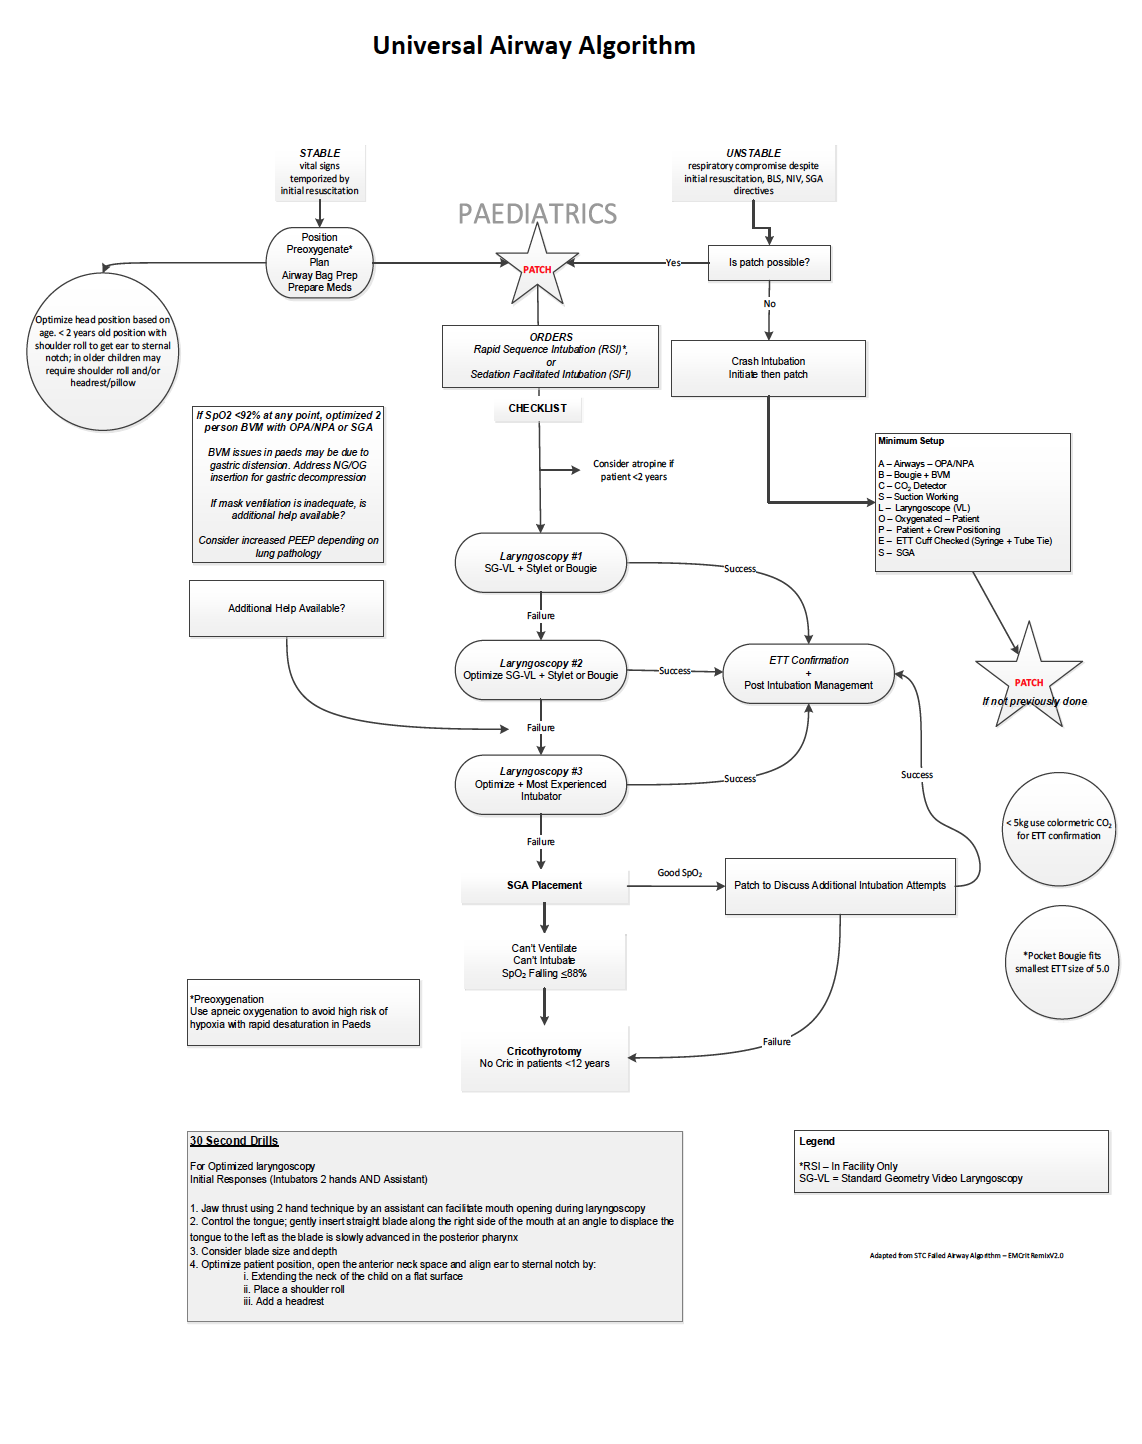 Universal Airway Algorithm
STABLE
vital signs
temporized by
initial resuscitation
UNSTABLE
respiratory compromise despite
initial resuscitation, BLS, NIV, SGA
directives
PAEDIATRICS
Position
Preoxygenate*
Plan
Airway Bag Prep
Prepare Meds
PATCH
Yes
Is patch possible?
No
Optimize head position based on
age. < 2 years old position with
shoulder roll to get ear to sternal
notch; in older children may
require shoulder roll and/or
headrest/pillow
ORDERS
Rapid Sequence Intubation (RSI)*,
or
Sedation Facilitated Intubation (SFI)
Crash Intubation
Initiate then patch
CHECKLIST
If SpO2 <92% at any point, optimized 2
person BVM with OPA/NPA or SGA
BVM issues in paeds may be due to
gastric distension. Address NG/OG
insertion for gastric decompression
If mask ventilation is inadequate, is
additional help available?
Consider increased PEEP depending on
lung pathology
Consider atropine if
patient <2 years
Minimum Setup
A – Airways – OPA/NPA
B – Bougie + BVM
C – CO2 Detector
S – Suction Working
L – Laryngoscope (VL)
O – Oxygenated – Patient
P – Patient + Crew Positioning
E – ETT Cuff Checked (Syringe + Tube Tie)
S – SGA
Laryngoscopy #1
SG-VL + Stylet or Bougie
Success
Failure
Additional Help Available?
Laryngoscopy #2
Optimize SG-VL + Stylet or Bougie
Success
ETT Confirmation
+
Post Intubation Management
PATCH
If not previously done
Failure
Laryngoscopy #3
Optimize + Most Experienced
Intubator
Success
Success
Failure
< 5kg use colormetric CO2
for ETT confirmation
SGA Placement
Good SpO2
Patch to Discuss Additional Intubation Attempts
Can't Ventilate
Can't Intubate
SpO2 Falling ≤88%
*Pocket Bougie fits
smallest ETT size of 5.0
*Preoxygenation
Use apneic oxygenation to avoid high risk of
hypoxia with rapid desaturation in Paeds
Failure
Cricothyrotomy
No Cric in patients <12 years
30 Second Drills
For Optimized laryngoscopy
Initial Responses (Intubators 2 hands AND Assistant)
1. Jaw thrust using 2 hand technique by an assistant can facilitate mouth opening during laryngoscopy
2. Control the tongue; gently insert straight blade along the right side of the mouth at an angle to displace the
tongue to the left as the blade is slowly advanced in the posterior pharynx
3. Consider blade size and depth
4. Optimize patient position, open the anterior neck space and align ear to sternal notch by:
i. Extending the neck of the child on a flat surface
ii. Place a shoulder roll
iii. Add a headrest
Legend
*RSI – In Facility Only
SG-VL = Standard Geometry Video Laryngoscopy
Adapted from STC Failed Airway Algorithm – EMCrit RemixV2.0